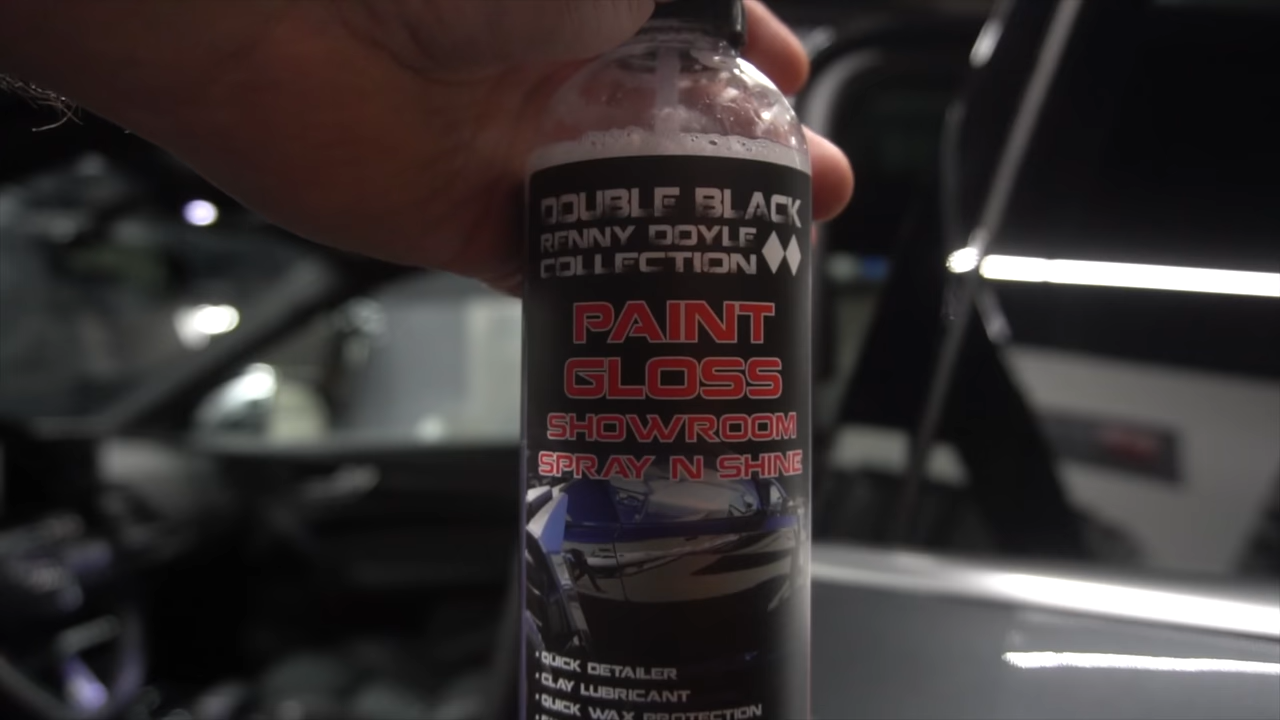 DOUBLE BLACK
RENNY DOYLE
COLLECTION
PAINT
GLOSS
SHOWROOM
SPRAY N SHINE
• QUICK DETAILER
• CLAY LUBRICANT
• QUICK WAX PROTECTION